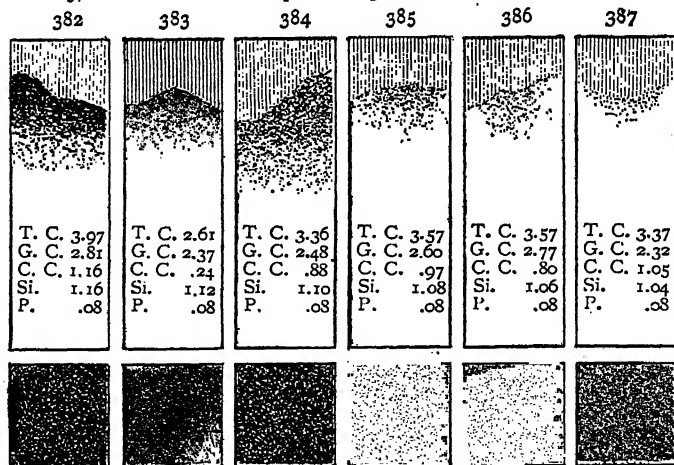 382 383 384 385 386 387
T. C. 3.97 T. C. 2.61 T. C. 3.36 T. C. 3.57 T. C. 3.57 T. C. 3.37
G. C. 2.81 G. C. 2.37 G. C. 2.48 G. C. 2.60 G. C. 2.77 G. C. 2.32
C. C. 1.16 C. C. .24 C. C. .88 C. C. .97 C. C. .80 C. C. 1.05
Si. 1.16 Si. 1.12 Si. 1.10 Si. 1.08 Si. 1.06 Si. 1.04
P. .08 P. .08 P. .08 P. .08 P. .08 P. .08